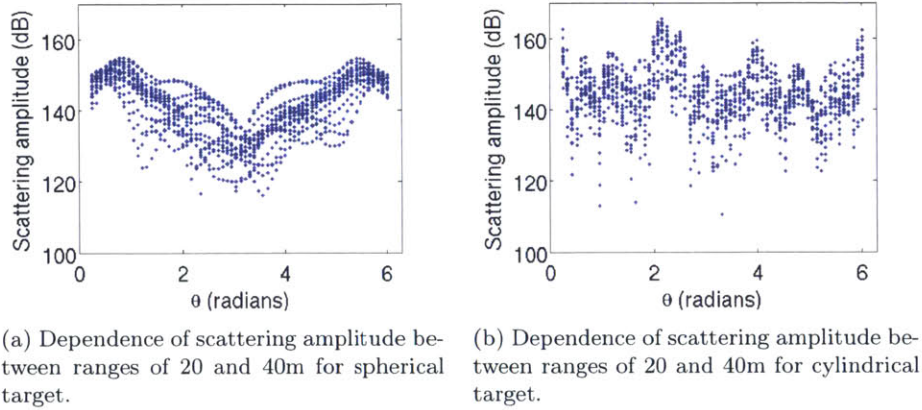 Scattering amplitude (dB)
160
140
120
100
0
2
4
6
θ (radians)
(a) Dependence of scattering amplitude be-
tween ranges of 20 and 40m for spherical
target.
Scattering amplitude (dB)
160
140
120
100
0
2
4
6
θ (radians)
(b) Dependence of scattering amplitude be-
tween ranges of 20 and 40m for cylindrical
target.